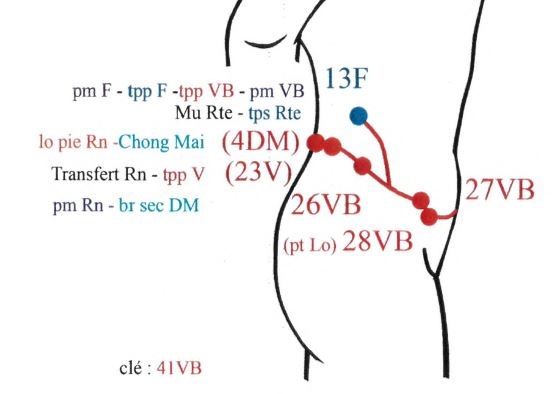 13F
pm F - tpp F -tpp VB - pm VB
Mu Rte - tps Rte
lo pie Rn -Chong Mai (4DM)
Transfert Rn - tpp V (23V)
27VB
pm Rn - br sec DM 26VB
(pt Lo) 28VB
clé : 41VB